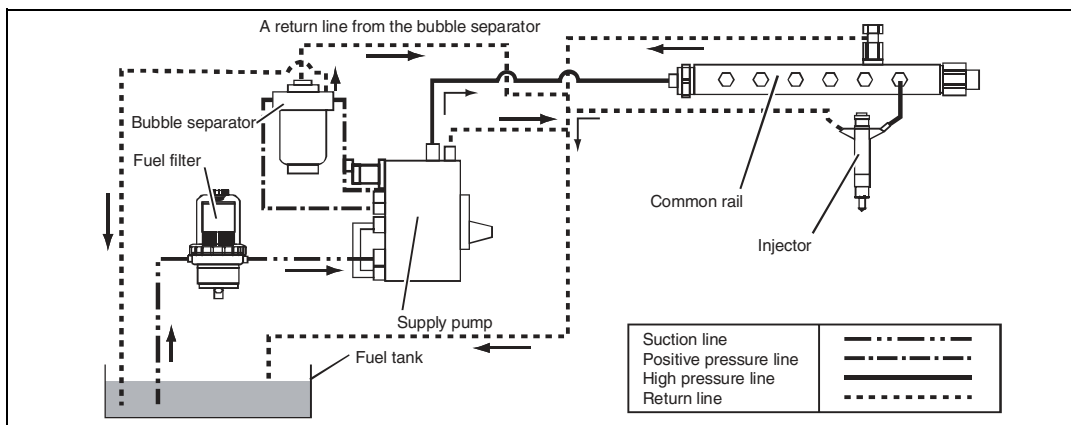 A return line from the bubble separator
Bubble separator
Fuel filter
Common rail
Injector
Supply pump
Fuel tank
Suction line
Positive pressure line
High pressure line
Return line